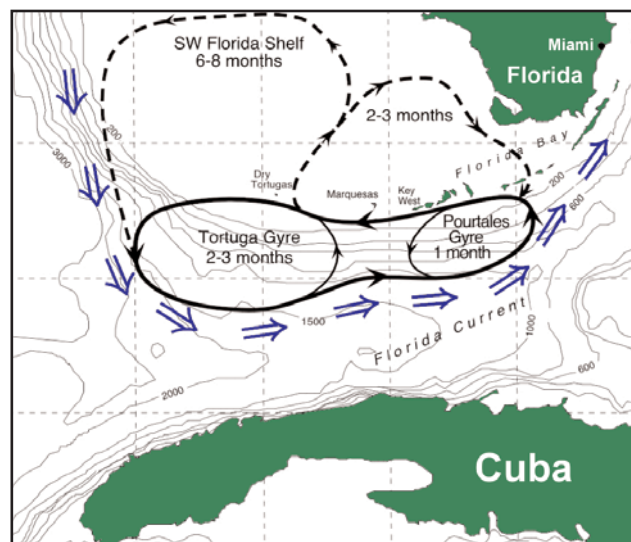 SW Florida Shelf
6-8 months
Miami
Florida
2-3 months
Florida Bay
200
3000
200
600
Dry
Tortugas
Marquesas
Key
West
Tortuga Gyre
2-3 months
Pourtales
Gyre
1 month
1500
Florida Current
1000
2000
600
Cuba